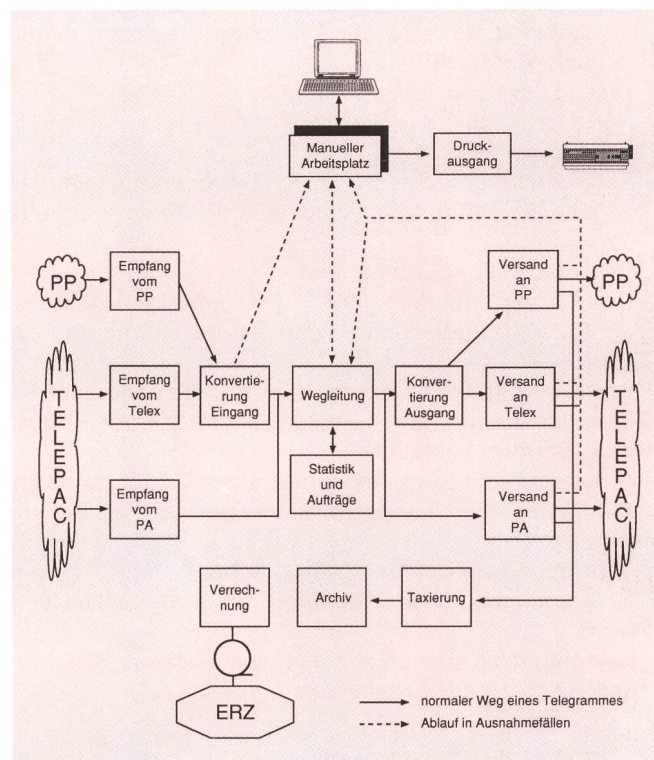 Manueller
Arbeitsplatz
Druck-
ausgang
PP
Empfang
vom
PP
Versand
an
PP
PP
TELEPAC
Empfang
vom
Telex
Konvertie-
rung
Eingang
Wegleitung
Konver-
tierung
Ausgang
Versand
an
Telex
TELEPAC
Statistik
und
Aufträge
Empfang
vom
PA
Versand
an
PA
Verrech-
nung
Archiv
Taxierung
ERZ
normaler Weg eines Telegrammes
Ablauf in Ausnahmefällen